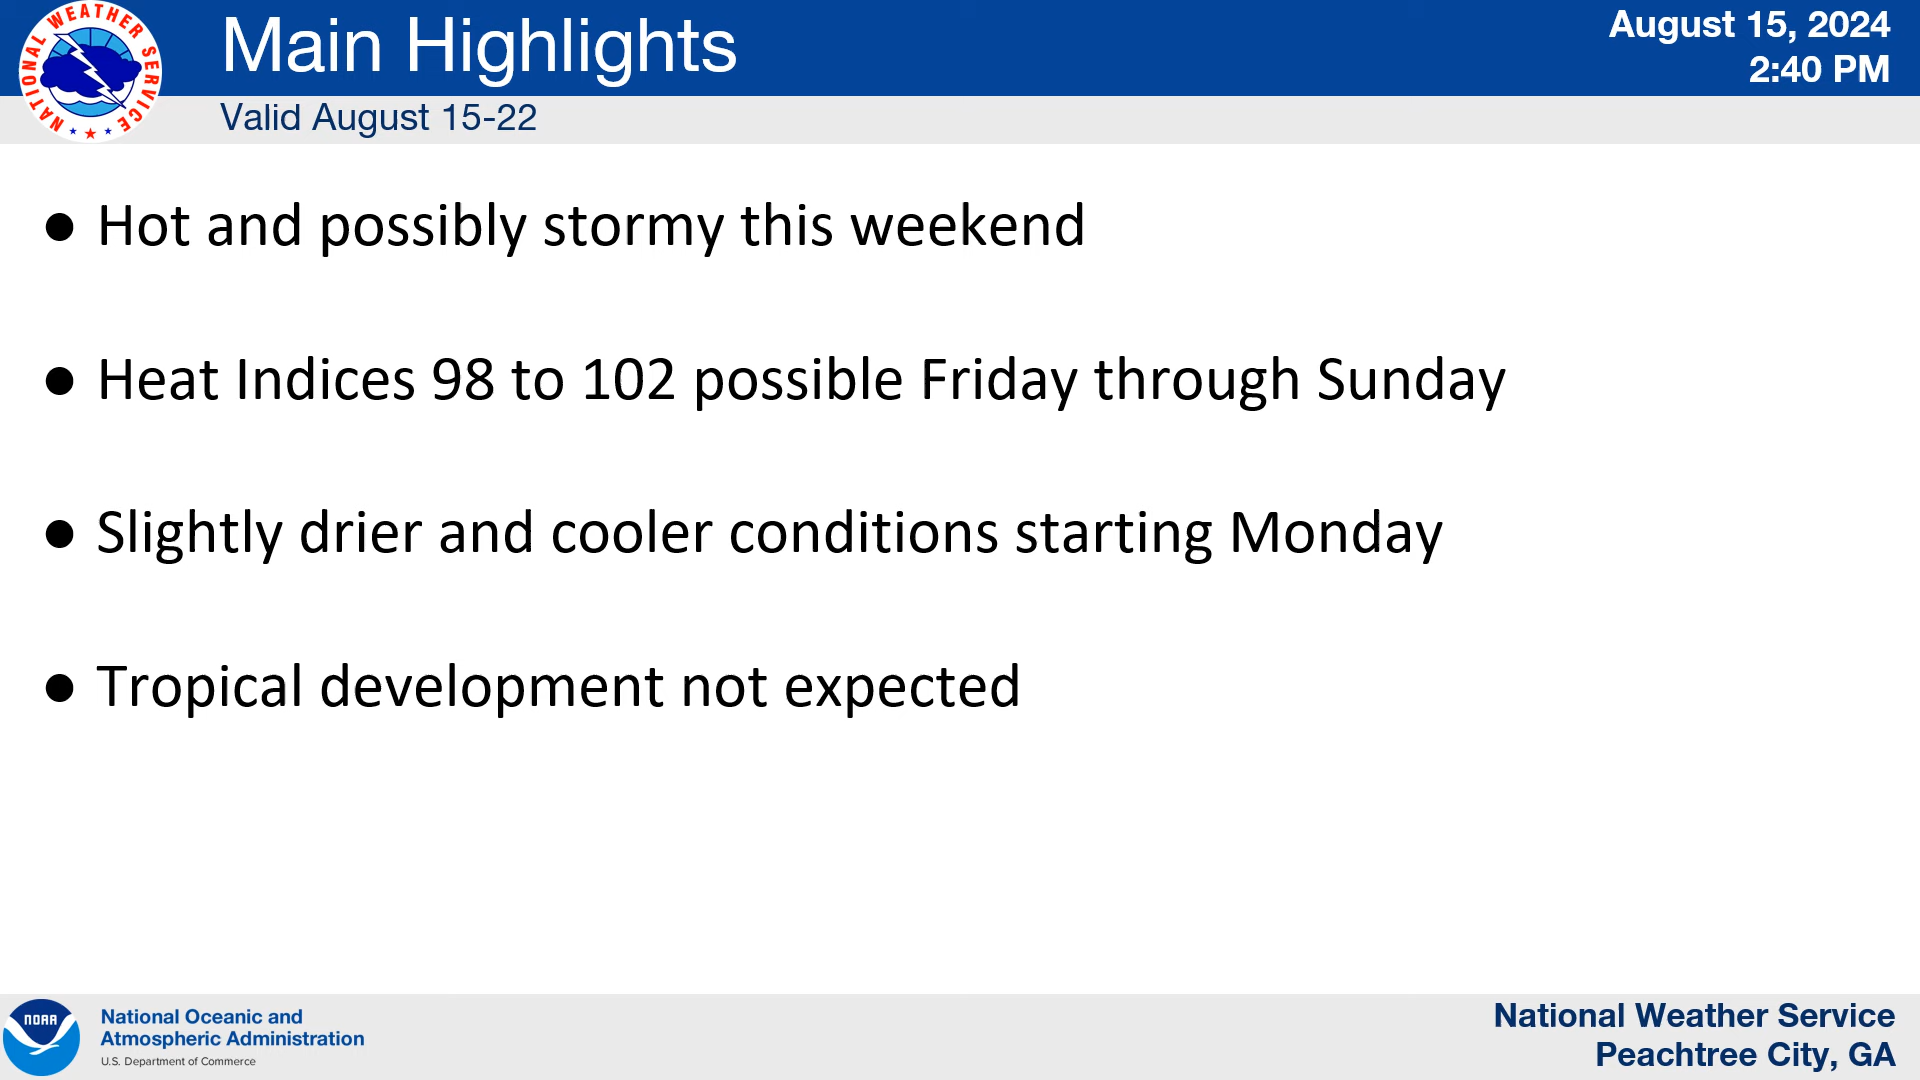 NATIONAL WEATHER SERVICE
Main Highlights
August 15, 2024
2:40 PM
Valid August 15-22
● Hot and possibly stormy this weekend
● Heat Indices 98 to 102 possible Friday through Sunday
● Slightly drier and cooler conditions starting Monday
● Tropical development not expected
NOAA
National Oceanic and
Atmospheric Administration
U.S. Department of Commerce
National Weather Service
Peachtree City, GA